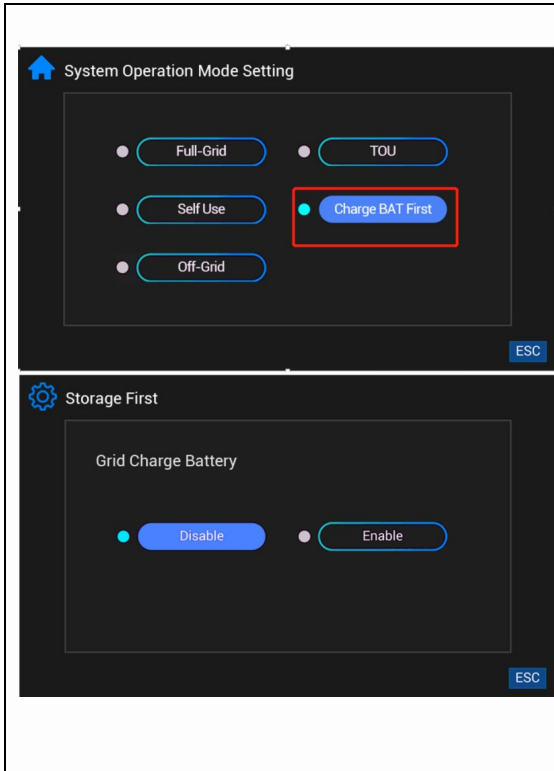 System Operation Mode Setting
Full-Grid TOU
Self Use Charge BAT First
Off-Grid
ESC
Storage First
Grid Charge Battery
Disable Enable
ESC